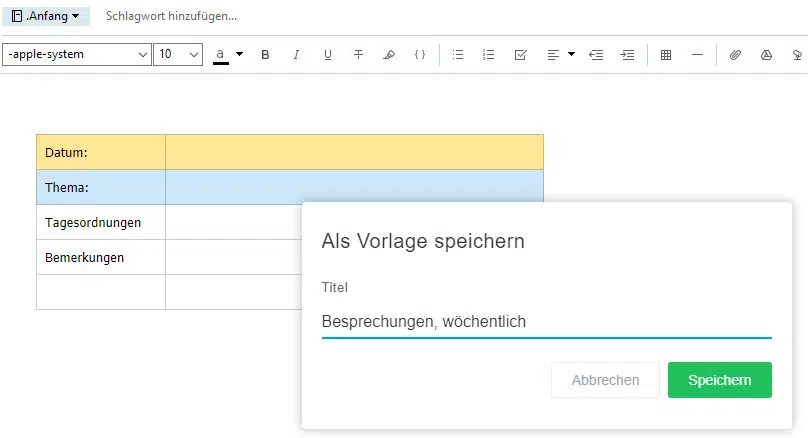 .Anfang Schlagwort hinzufügen...
-apple-system 10 a B I U T {}
Datum:
Thema:
Tagesordnungen
Bemerkungen
Als Vorlage speichern
Titel
Besprechungen, wöchentlich
Abbrechen Speichern